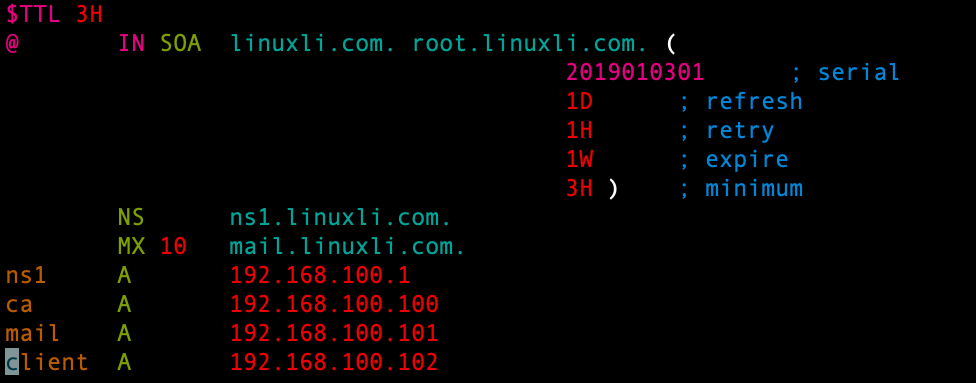 $TTL 3H
@ IN SOA linuxli.com. root.linuxli.com. (
2019010301 ; serial
1D ; refresh
1H ; retry
1W ; expire
3H ) ; minimum
NS ns1.linuxli.com.
MX 10 mail.linuxli.com.
ns1 A 192.168.100.1
ca A 192.168.100.100
mail A 192.168.100.101
client A 192.168.100.102